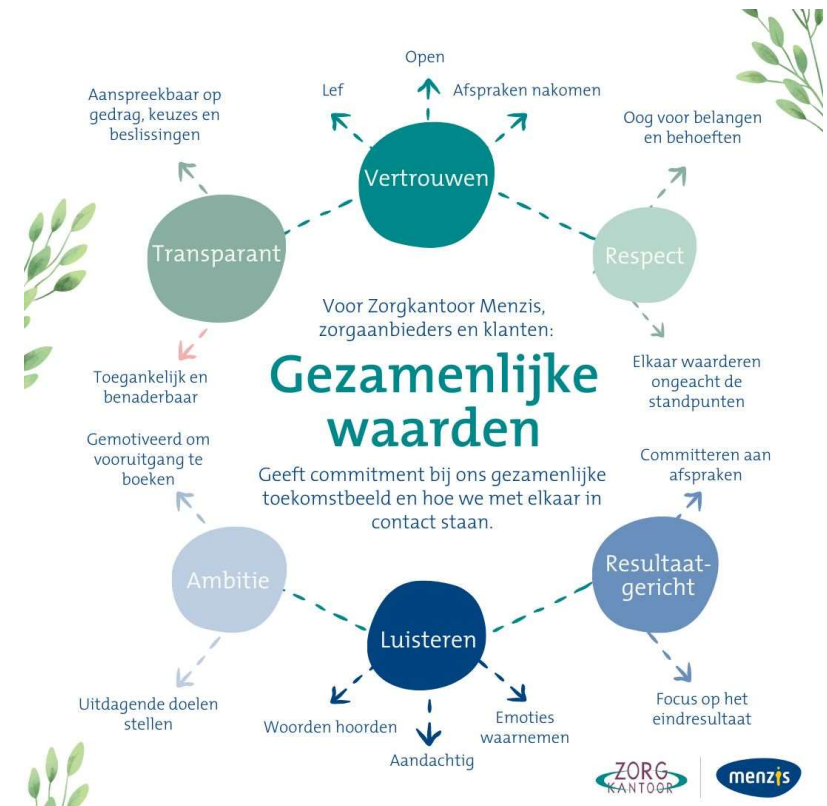 Open
Lef
Afspraken nakomen
Aanspreekbaar op
gedrag, keuzes en
beslissingen
Oog voor belangen
en behoeften
Vertrouwen
Transparant
Respect
Voor Zorgkantoor Menzis,
zorgaanbieders en klanten:
Gezamenlijke
waarden
Toegankelijk en
benaderbaar
Elkaar waarderen
ongeacht de
standpunten
Gemotiveerd om
vooruitgang te
boeken
Geeft commitment bij ons gezamenlijke
toekomstbeeld en hoe we met elkaar in
contact staan.
Committeren aan
afspraken
Ambitie
Resultaat-
gericht
Luisteren
Uitdagende doelen
stellen
Woorden hoorden
Aandachtig
Emoties
waarnemen
Focus op het
eindresultaat
ZORG
KANTOOR
menzis